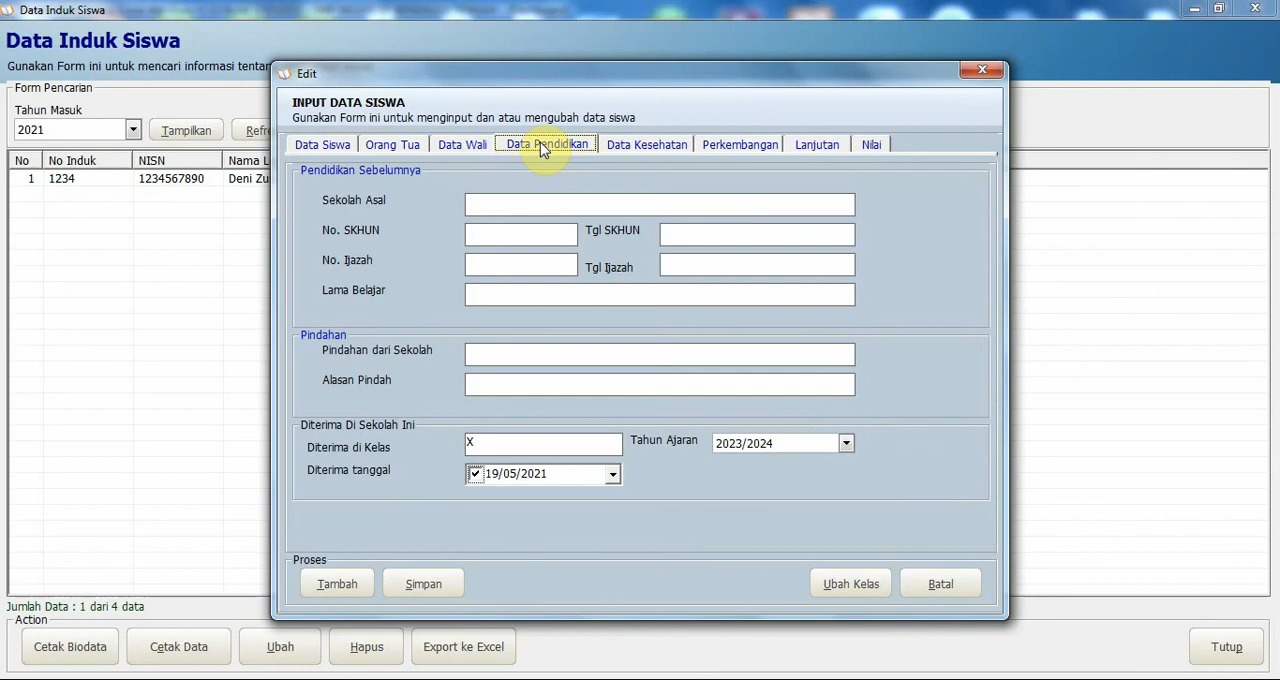 Data Induk Siswa
Data Induk Siswa
Gunakan Form ini untuk mencari informasi tentan
Form Pencarian
Tahun Masuk
2021
Tampilkan
Refre
No No Induk NISN Nama L
1 1234 1234567890 Deni Zu
Edit
INPUT DATA SISWA
Gunakan Form ini untuk menginput dan atau mengubah data siswa
Data Siswa Orang Tua Data Wali Data Pendidikan Data Kesehatan Perkembangan Lanjutan Nilai
Pendidikan Sebelumnya
Sekolah Asal
No. SKHUN Tgl SKHUN
No. Ijazah Tgl Ijazah
Lama Belajar
Pindahan
Pindahan dari Sekolah
Alasan Pindah
Diterima Di Sekolah Ini
Diterima di Kelas X Tahun Ajaran 2023/2024
Diterima tanggal 19/05/2021
Proses
Tambah Simpan Ubah Kelas Batal
Jumlah Data : 1 dari 4 data
Action
Cetak Biodata Cetak Data Ubah Hapus Export ke Excel Tutup